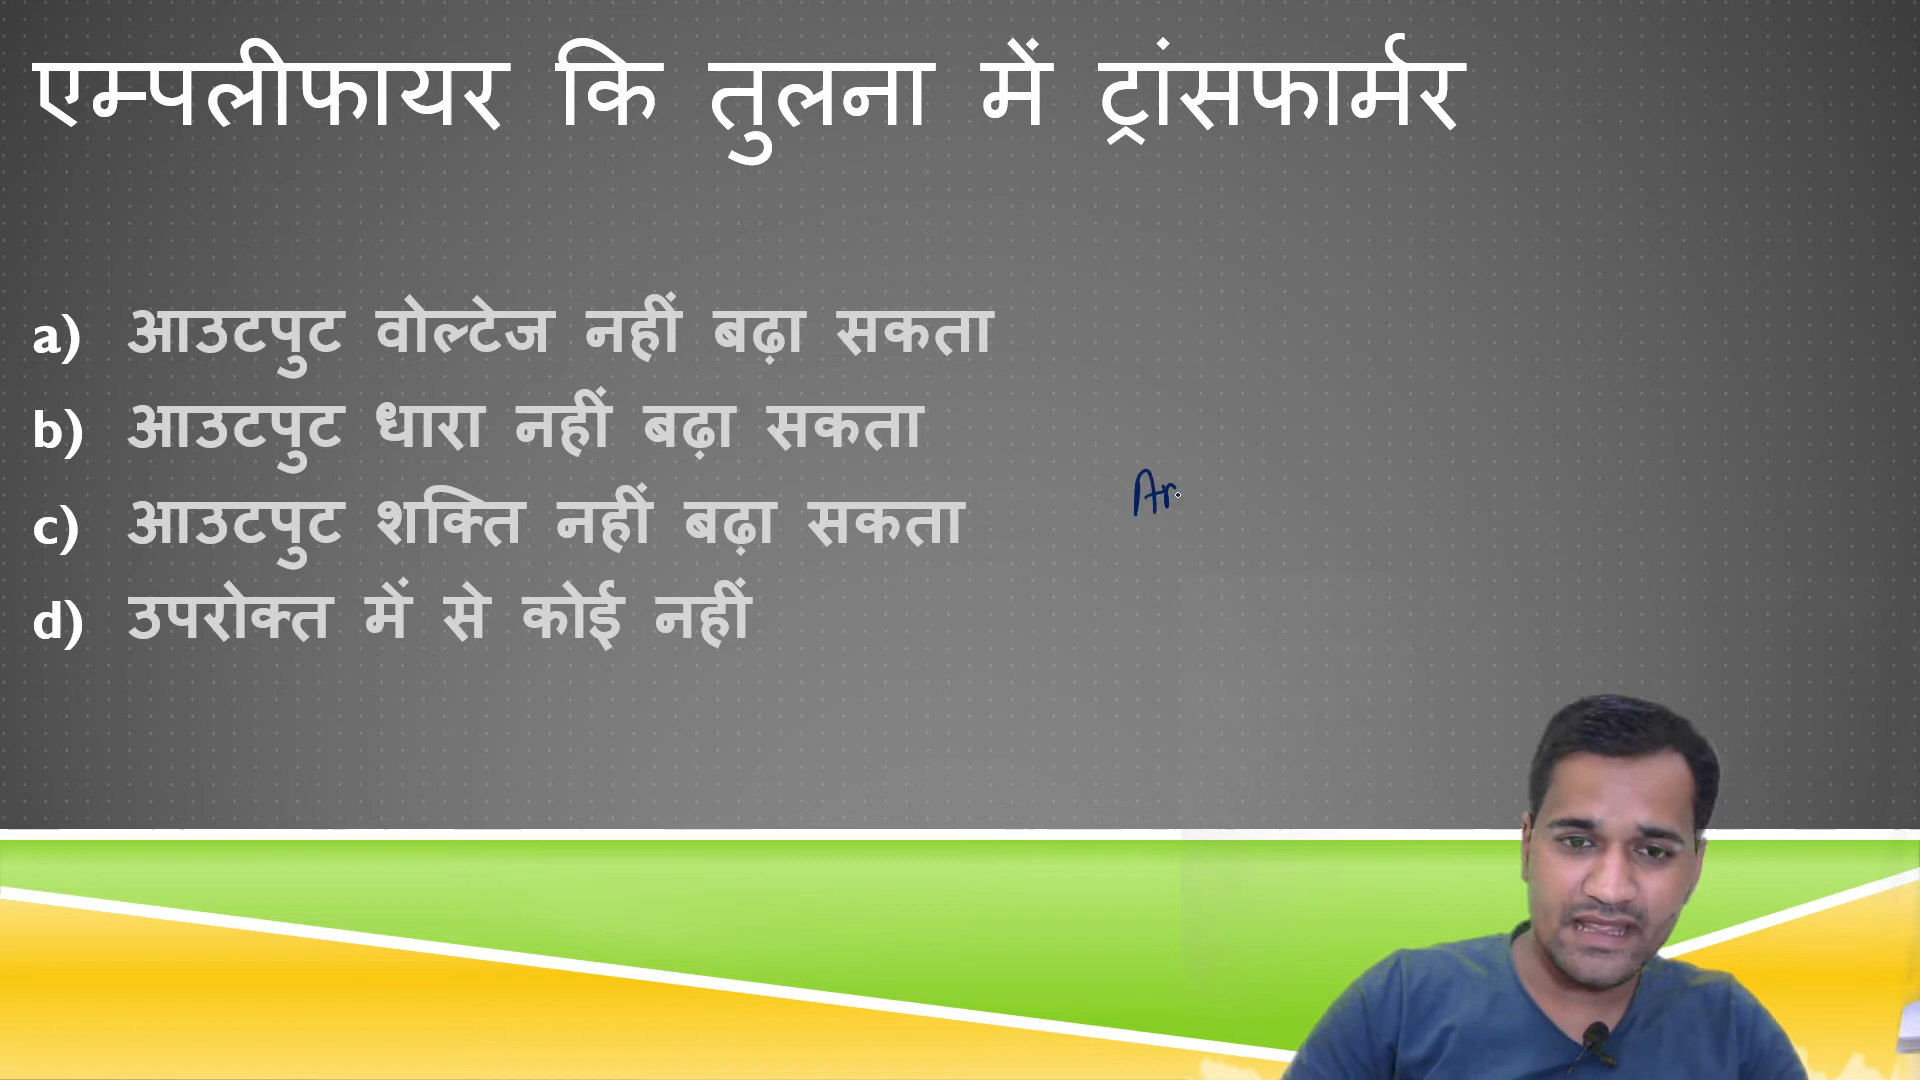 एम्पलीफायर कि तुलना में ट्रांसफार्मर
a) आउटपुट वोल्टेज नहीं बढ़ा सकता
b) आउटपुट धारा नहीं बढ़ा सकता
c) आउटपुट शक्ति नहीं बढ़ा सकता
Ar
d) उपरोक्त में से कोई नहीं